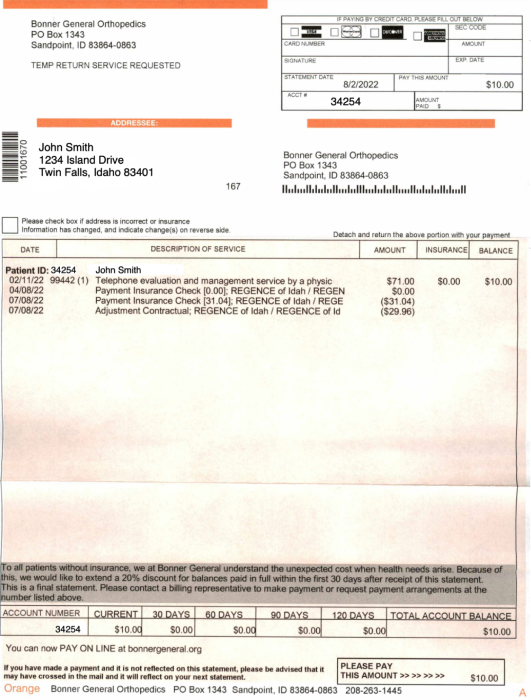 Bonner General Orthopedics
PO Box 1343
Sandpoint, ID 83864-0863
TEMP RETURN SERVICE REQUESTED
IF PAYING BY CREDIT CARD, PLEASE FILL OUT BELOW
VISA
MasterCard
DISCOVER
CARD NUMBER
SEC CODE
AMOUNT
SIGNATURE
EXP. DATE
STATEMENT DATE
8/2/2022
PAY THIS AMOUNT
$10.00
ACCT #
34254
AMOUNT
PAID $
ADDRESSEE:
11001670
John Smith
1234 Island Drive
Twin Falls, Idaho 83401
167
Bonner General Orthopedics
PO Box 1343
Sandpoint, ID 83864-0863
Please check box if address is incorrect or insurance
Information has changed, and indicate change(s) on reverse side.
Detach and return the above portion with your payment
DATE DESCRIPTION OF SERVICE AMOUNT INSURANCE BALANCE
Patient ID: 34254 John Smith
02/11/22 99442 (1) Telephone evaluation and management service by a physic $71.00 $0.00 $10.00
04/08/22 Payment Insurance Check [0.00]; REGENCE of Idaho / REGEN $0.00
07/08/22 Payment Insurance Check [31.04]; REGENCE of Idaho / REGE ($31.04)
07/08/22 Adjustment Contractual; REGENCE of Idaho / REGENCE of Id ($29.96)
To all patients without insurance, we at Bonner General understand the unexpected cost when health needs arise. Because of
this, we would like to extend a 20% discount for balances paid in full within the first 30 days after receipt of this statement.
This is a final statement. Please contact a billing representative to make payment or request payment arrangements at the
number listed above.
ACCOUNT NUMBER CURRENT 30 DAYS 60 DAYS 90 DAYS 120 DAYS TOTAL ACCOUNT BALANCE
34254 $10.00 $0.00 $0.00 $0.00 $0.00 $10.00
You can now PAY ON LINE at bonnergeneral.org
If you have made a payment and it is not reflected on this statement, please be advised that it
may have crossed in the mail and it will reflect on your next statement.
PLEASE PAY
THIS AMOUNT >> >> >> >> $10.00
Orange Bonner General Orthopedics PO Box 1343 Sandpoint, ID 83864-0863 208-263-1445
A